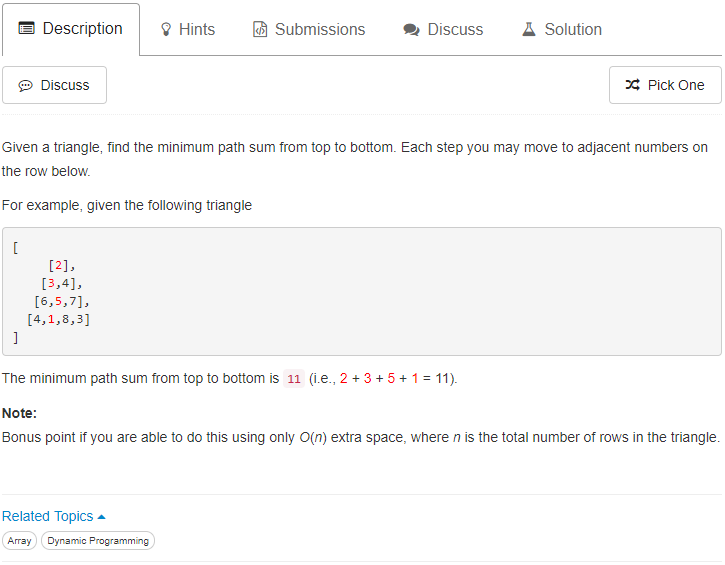 Description Hints Submissions Discuss Solution
Discuss Pick One
Given a triangle, find the minimum path sum from top to bottom. Each step you may move to adjacent numbers on
the row below.
For example, given the following triangle
[
[2],
[3,4],
[6,5,7],
[4,1,8,3]
]
The minimum path sum from top to bottom is 11 (i.e., 2 + 3 + 5 + 1 = 11).
Note:
Bonus point if you are able to do this using only O(n) extra space, where n is the total number of rows in the triangle.
Related Topics
Array Dynamic Programming